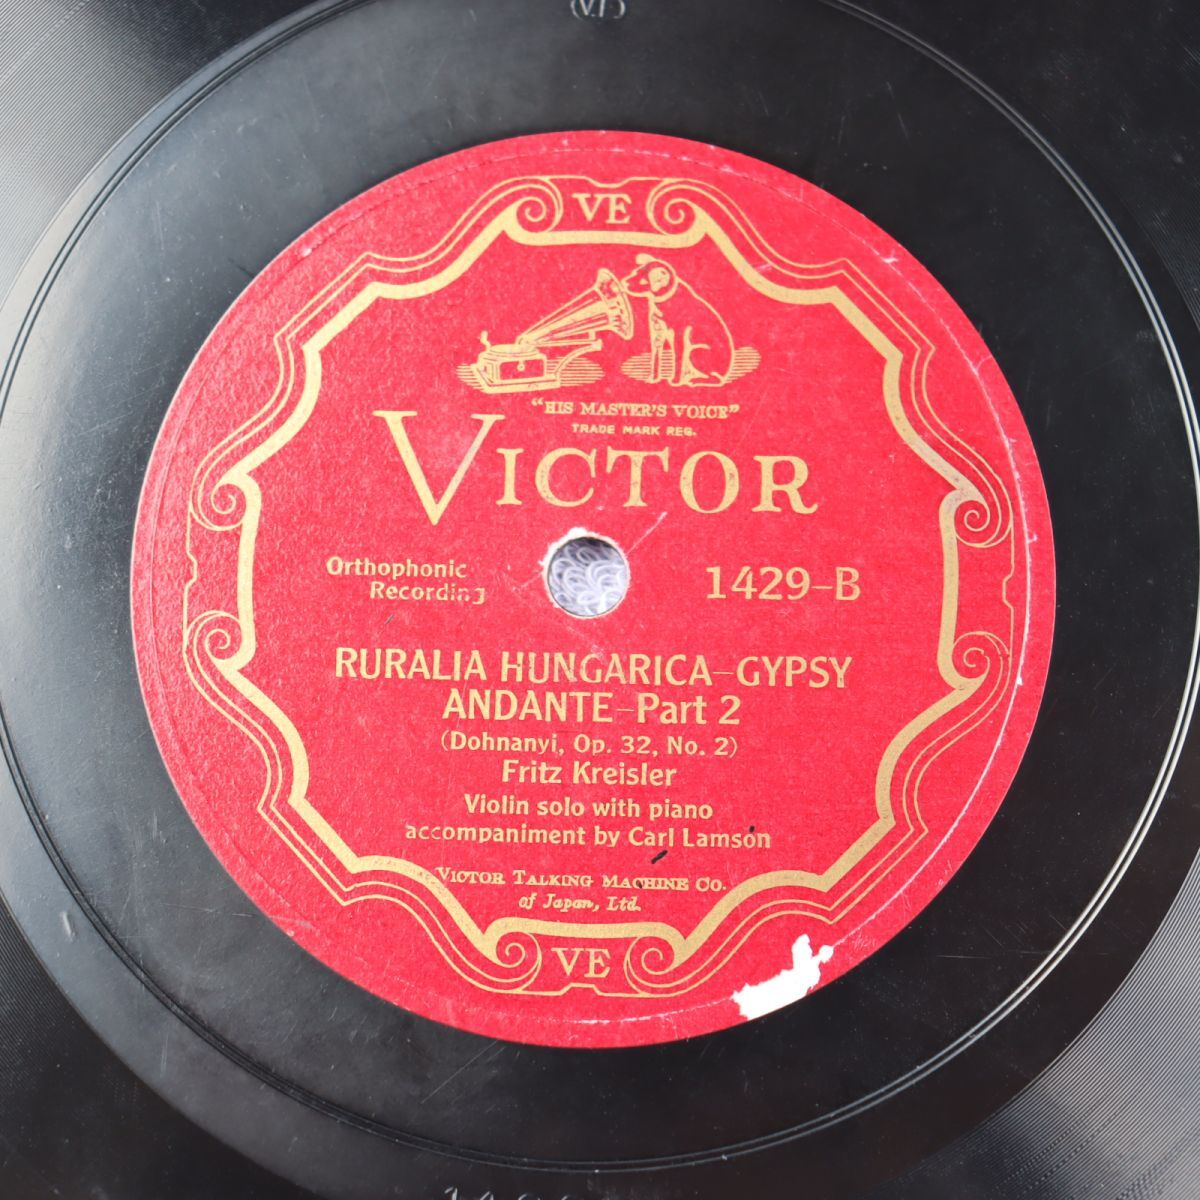 VE
"HIS MASTER'S VOICE"
TRADE MARK REG.
VICTOR
Orthophonic
Recording
1429-B
RURALIA HUNGARICA-GYPSY
ANDANTE-Part 2
(Dohnanyi, Op. 32, No. 2)
Fritz Kreisler
Violin solo with piano
accompaniment by Carl Lamson
VICTOR TALKING MACHINE CO.
of Japan, Ltd.
VE